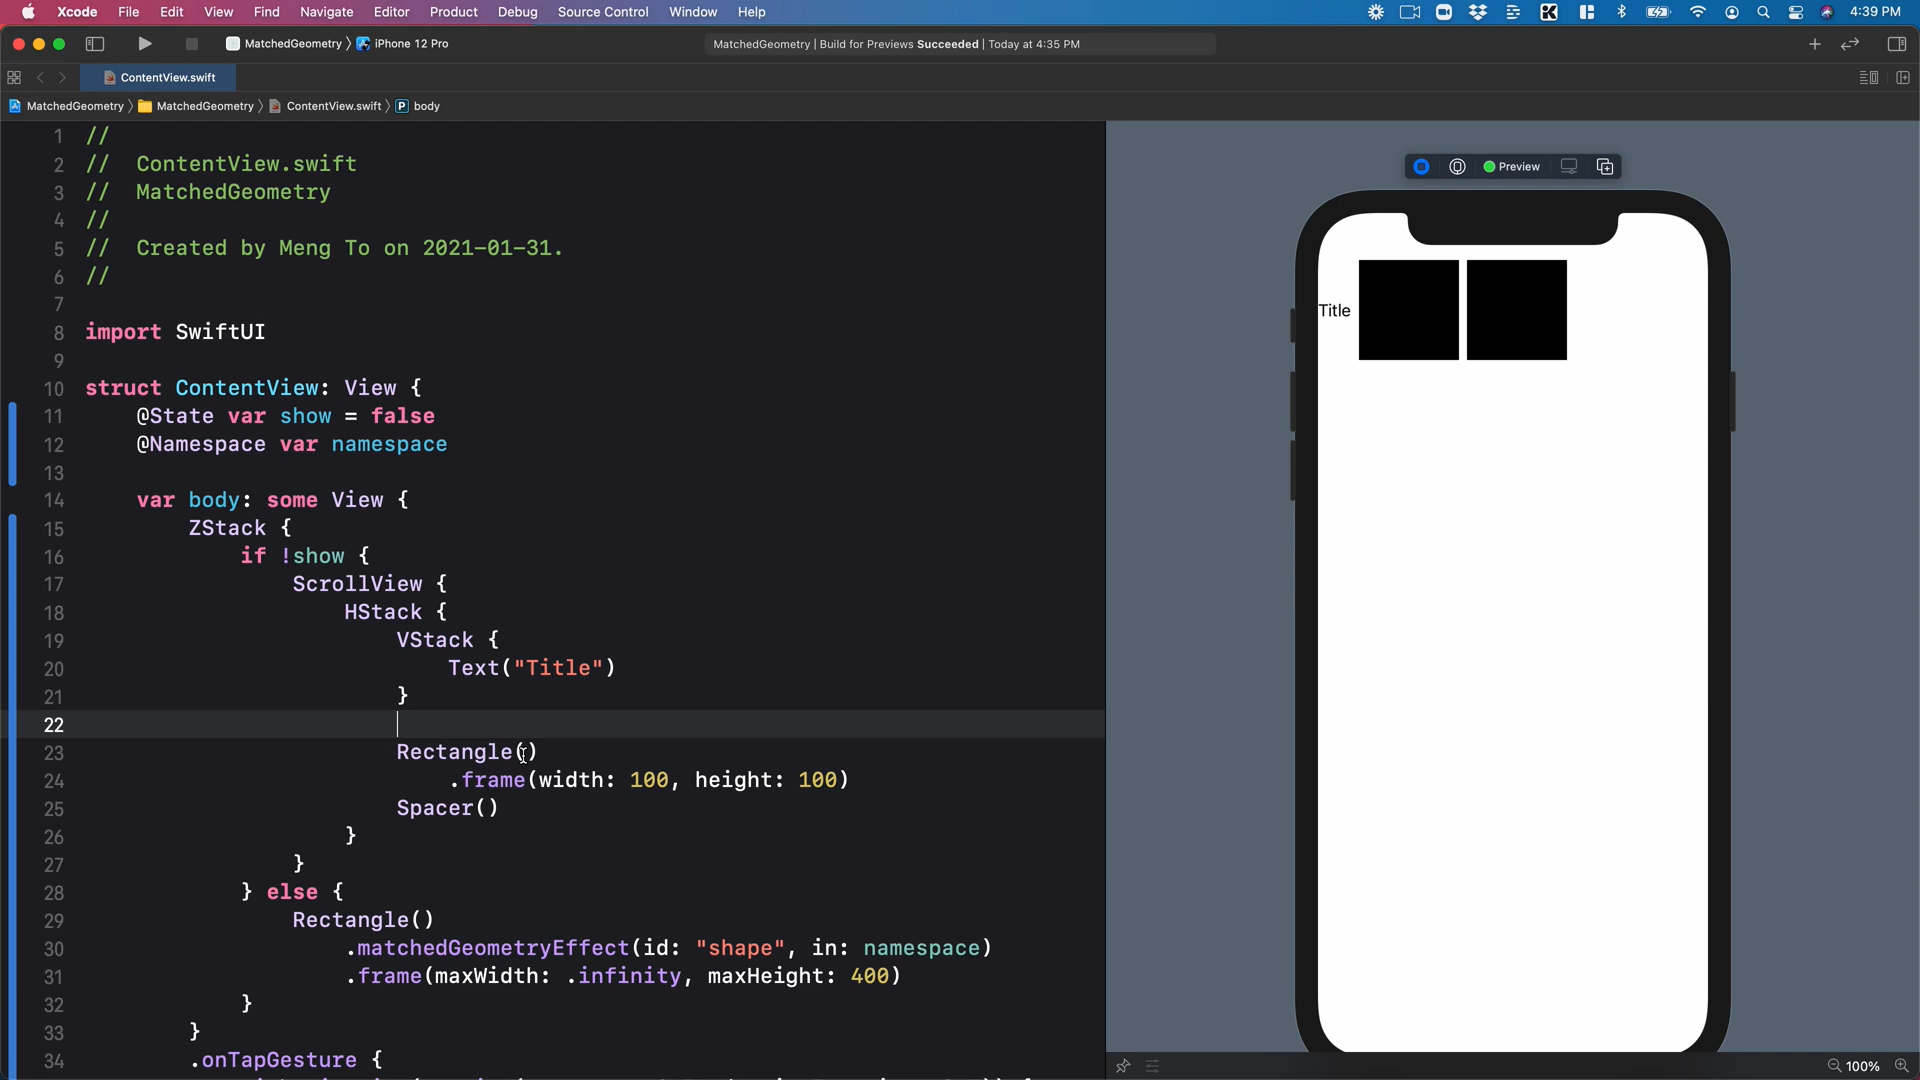 Xcode File Edit View Find Navigate Editor Product Debug Source Control Window Help 4:39 PM
MatchedGeometry iPhone 12 Pro MatchedGeometry | Build for Previews Succeeded | Today at 4:35 PM
ContentView.swift
MatchedGeometry MatchedGeometry ContentView.swift P body
1 //
2 // ContentView.swift
3 // MatchedGeometry
4 //
5 // Created by Meng To on 2021-01-31.
6 //
7
8 import SwiftUI
9
10 struct ContentView: View {
11 @State var show = false
12 @Namespace var namespace
13
14 var body: some View {
15 ZStack {
16 if !show {
17 ScrollView {
18 HStack {
19 VStack {
20 Text("Title")
21 }
22
23 Rectangle()
24 .frame(width: 100, height: 100)
25 Spacer()
26 }
27 }
28 } else {
29 Rectangle()
30 .matchedGeometryEffect(id: "shape", in: namespace)
31 .frame(maxWidth: .infinity, maxHeight: 400)
32 }
33 }
34 .onTapGesture {
Preview
Title
100%